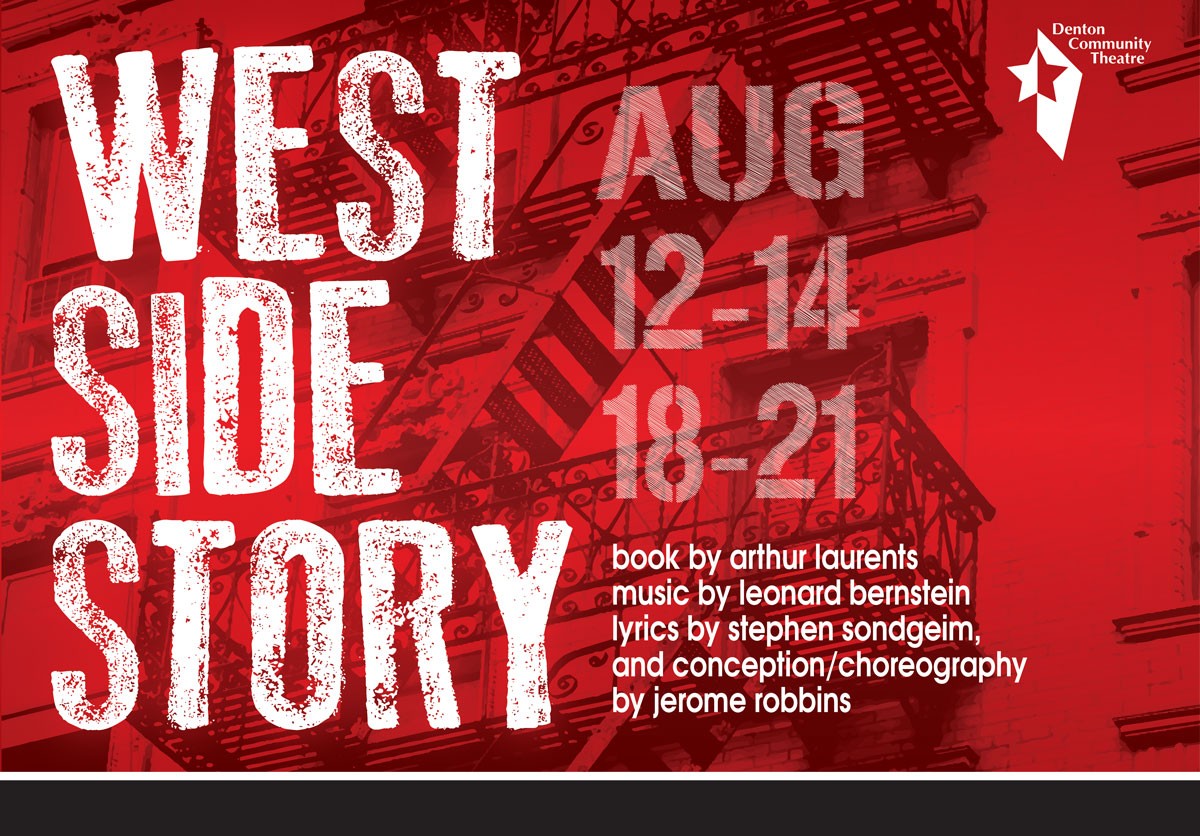 WEST
SIDE
STORY
AUG
12-14
18-21
book by arthur laurents
music by leonard bernstein
lyrics by stephen sondgeim,
and conception/choreography
by jerome robbins
Denton
Community
Theatre